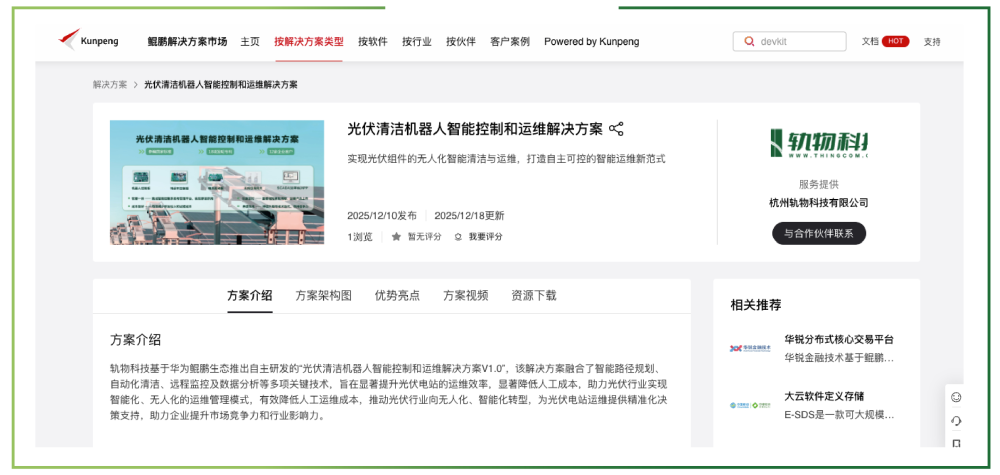 Kunpeng
鲲鹏解决方案市场 主页 按解决方案类型 按软件 按行业 按伙伴 客户案例 Powered by Kunpeng
devkit
文档 HOT 支持
解决方案 > 光伏清洁机器人智能控制和运维解决方案
光伏清洁机器人智能控制和运维解决方案
光伏清洁机器人智能控制和运维解决方案
实现光伏组件的无人化智能清洁与运维，打造自主可控的智能运维新范式
2025/12/10发布 2025/12/18更新
1浏览 暂无评分 我要评分
轨物科技
WWW.THINGCOM.(
服务提供
杭州轨物科技有限公司
与合作伙伴联系
方案介绍 方案架构图 优势亮点 方案视频 资源下载
方案介绍
轨物科技基于华为鲲鹏生态推出自主研发的“光伏清洁机器人智能控制和运维解决方案V1.0”，该解决方案融合了智能路径规划、
自动化清洁、远程监控及数据分析等多项关键技术，旨在显著提升光伏电站的运维效率，显著降低人工成本，助力光伏行业实现
智能化、无人化的运维管理模式，有效降低人工运维成本，推动光伏行业向无人化、智能化转型，为光伏电站运维提供精准化决
策支持，助力企业提升市场竞争力和行业影响力。
相关推荐
华锐金融技术
华锐分布式核心交易平台
华锐金融技术基于鲲鹏...
大云软件定义存储
E-SDS是一款可大规模...